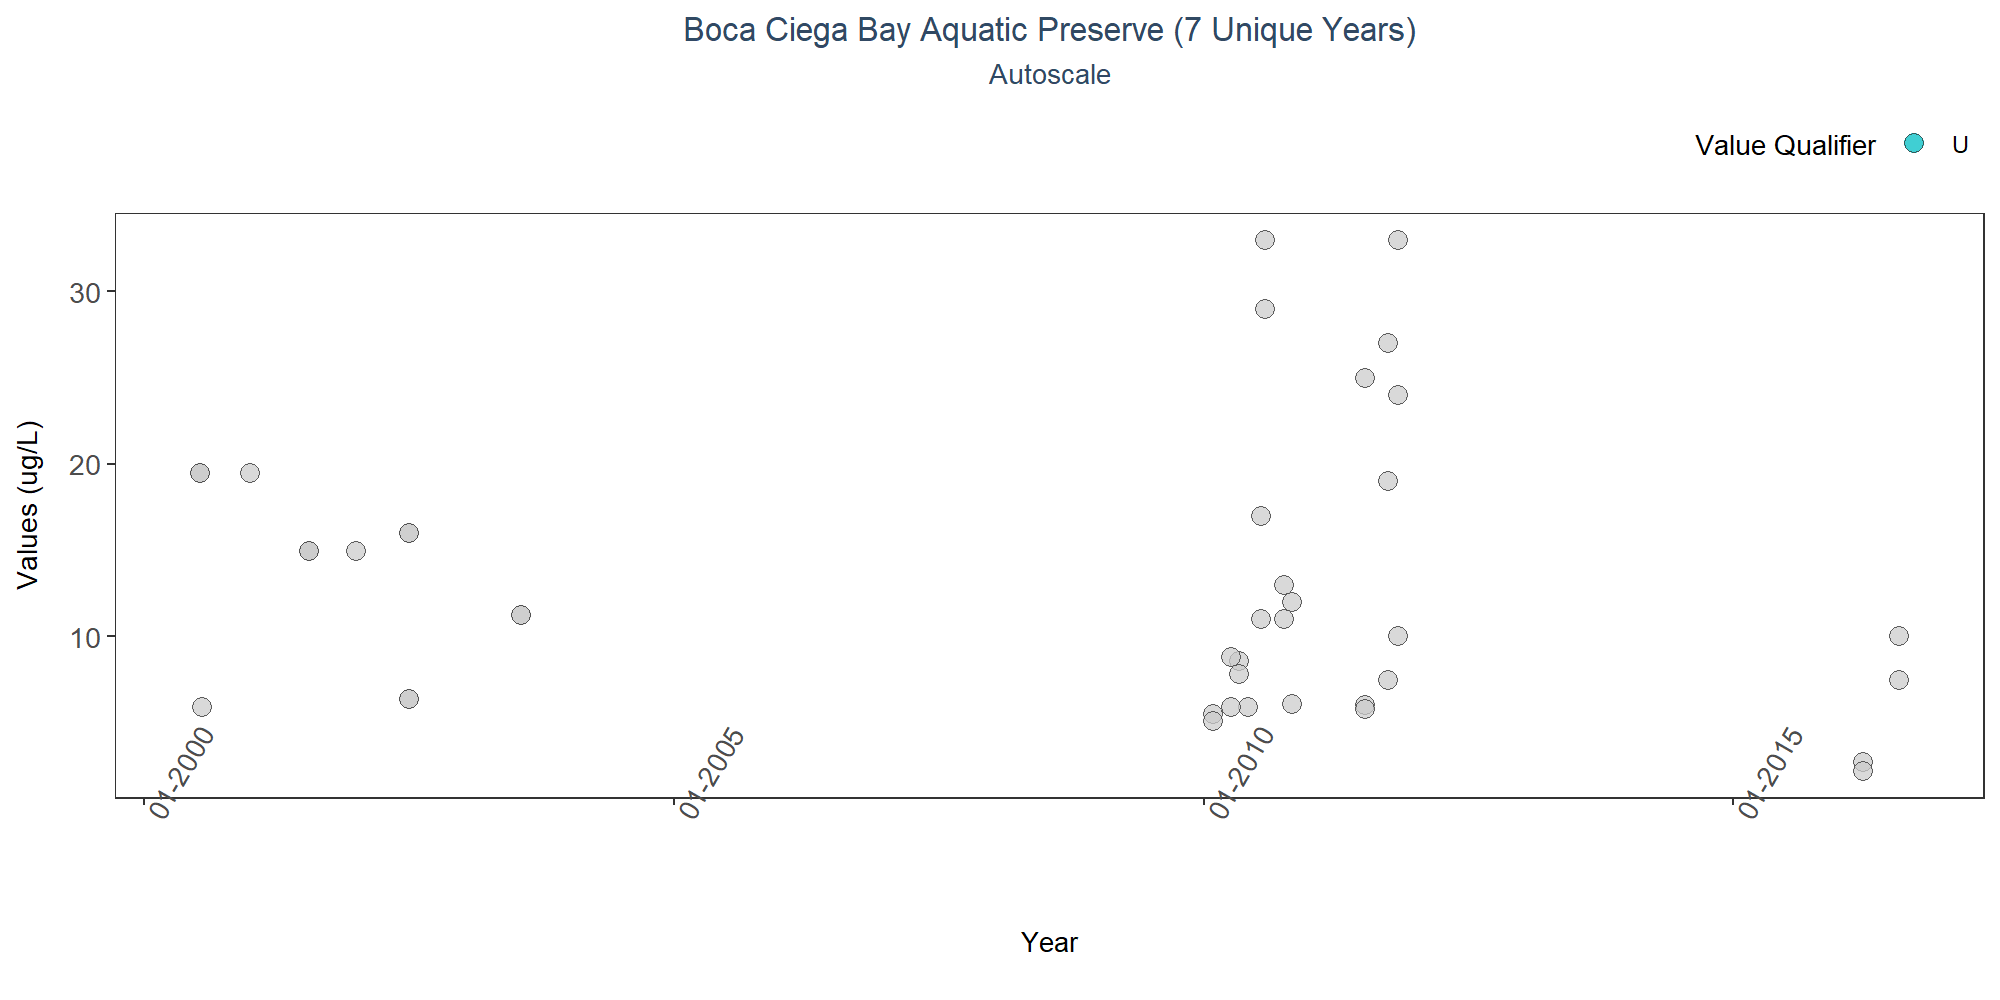 Boca Ciega Bay Aquatic Preserve (7 Unique Years)
Autoscale
Value Qualifier U
Values (ug/L)
30
20
10
01-2000
01-2005
01-2010
01-2015
Year